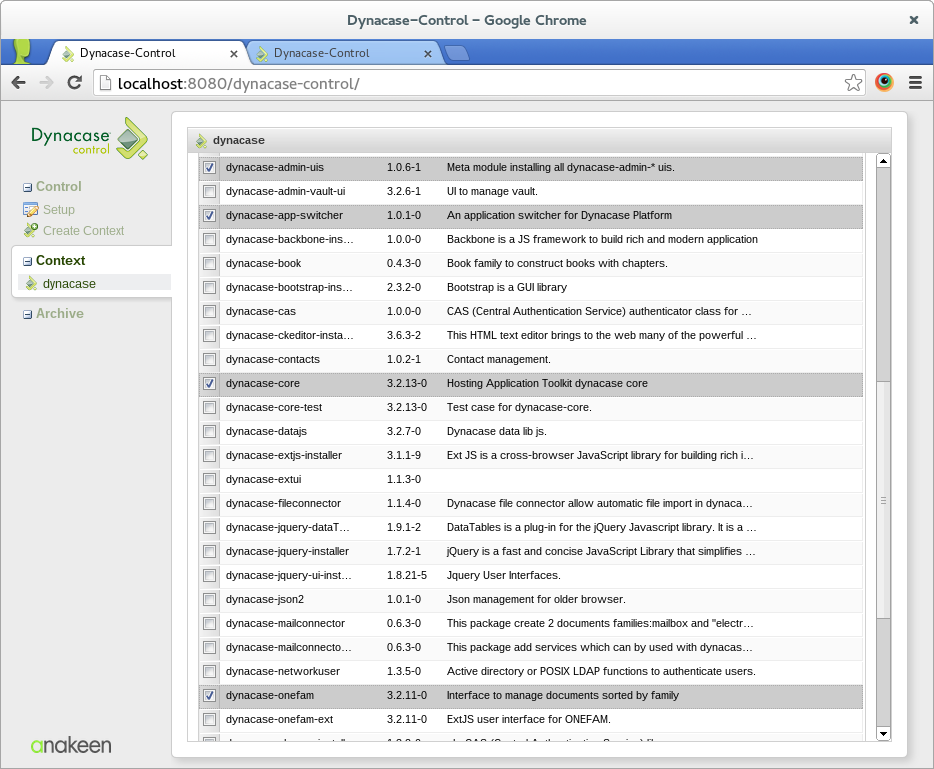 Dynacase-Control – Google Chrome
Dynacase-Control
Dynacase-Control
localhost:8080/dynacase-control/
Dynacase
control
Control
Setup
Create Context
Context
dynacase
Archive
anakeen
dynacase
dynacase-admin-uis 1.0.6-1 Meta module installing all dynacase-admin-* uis.
dynacase-admin-vault-ui 3.2.6-1 UI to manage vault.
dynacase-app-switcher 1.0.1-0 An application switcher for Dynacase Platform
dynacase-backbone-ins... 1.0.0-0 Backbone is a JS framework to build rich and modern application
dynacase-book 0.4.3-0 Book family to construct books with chapters.
dynacase-bootstrap-ins... 2.3.2-0 Bootstrap is a GUI library
dynacase-cas 1.0.0-0 CAS (Central Authentication Service) authenticator class for ...
dynacase-ckeditor-insta... 3.6.3-2 This HTML text editor brings to the web many of the powerful ...
dynacase-contacts 1.0.2-1 Contact management.
dynacase-core 3.2.13-0 Hosting Application Toolkit dynacase core
dynacase-core-test 3.2.13-0 Test case for dynacase-core.
dynacase-datajs 3.2.7-0 Dynacase data lib js.
dynacase-extjs-installer 3.1.1-9 Ext JS is a cross-browser JavaScript library for building rich i...
dynacase-extui 1.1.3-0
dynacase-fileconnector 1.1.4-0 Dynacase file connector allow automatic file import in dynaca...
dynacase-jquery-dataT... 1.9.1-2 DataTables is a plug-in for the jQuery Javascript library. It is a ...
dynacase-jquery-installer 1.7.2-1 jQuery is a fast and concise JavaScript Library that simplifies ...
dynacase-jquery-ui-inst... 1.8.21-5 Jquery User Interfaces.
dynacase-json2 1.0.1-0 Json management for older browser.
dynacase-mailconnector 0.6.3-0 This package create 2 documents families:mailbox and "electr...
dynacase-mailconnecto... 0.6.3-0 This package add services which can by used with dynacas...
dynacase-networkuser 1.3.5-0 Active directory or POSIX LDAP functions to authenticate users.
dynacase-onefam 3.2.11-0 Interface to manage documents sorted by family
dynacase-onefam-ext 3.2.11-0 ExtJS user interface for ONEFAM.